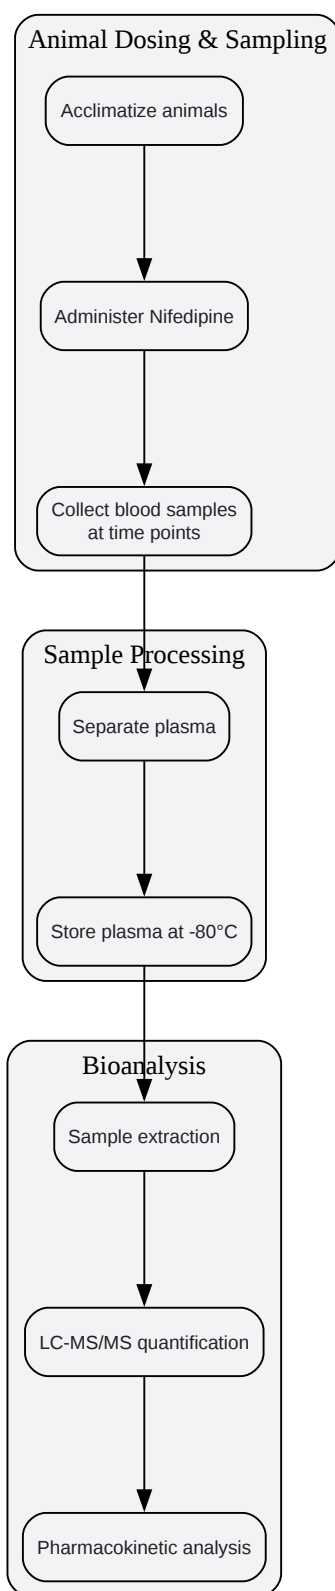 Animal Dosing & Sampling
Acclimatize animals
Administer Nifedipine
Collect blood samples
at time points
Sample Processing
Separate plasma
Store plasma at -80°C
Bioanalysis
Sample extraction
LC-MS/MS quantification
Pharmacokinetic analysis